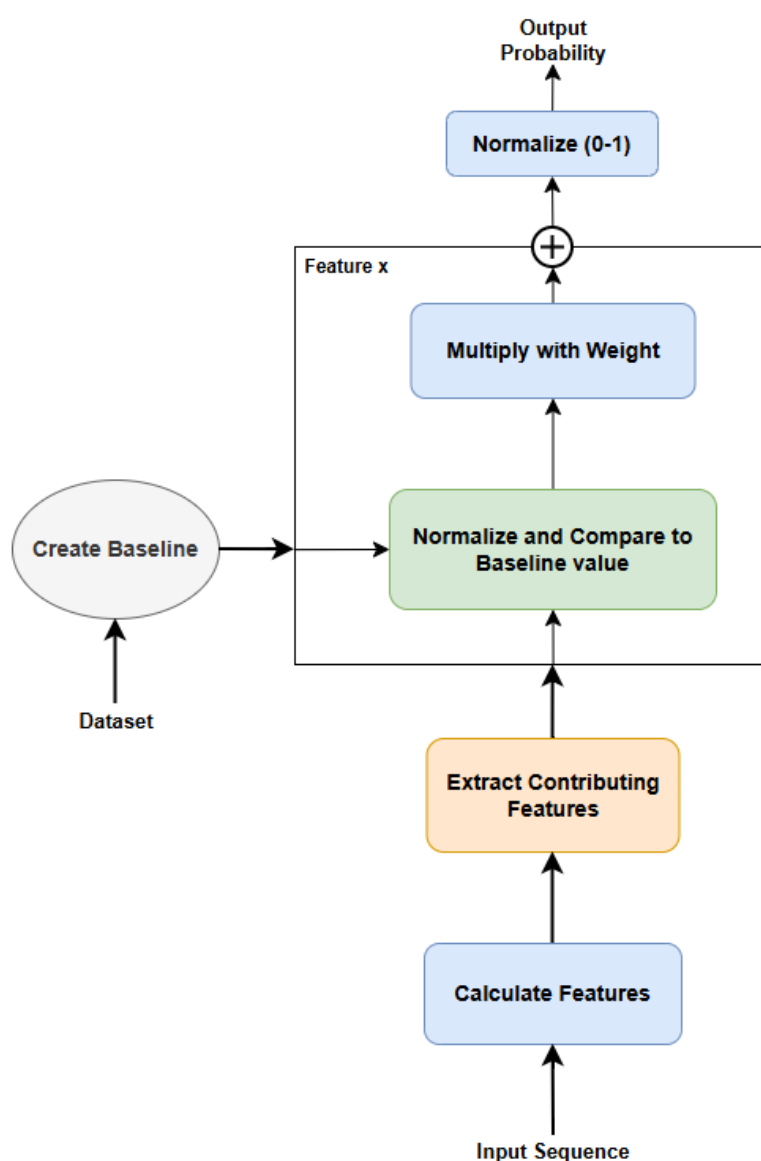 Output
Probability
Normalize (0-1)
Feature x
Multiply with Weight
Normalize and Compare to
Baseline value
Create Baseline
Dataset
Extract Contributing
Features
Calculate Features
Input Sequence